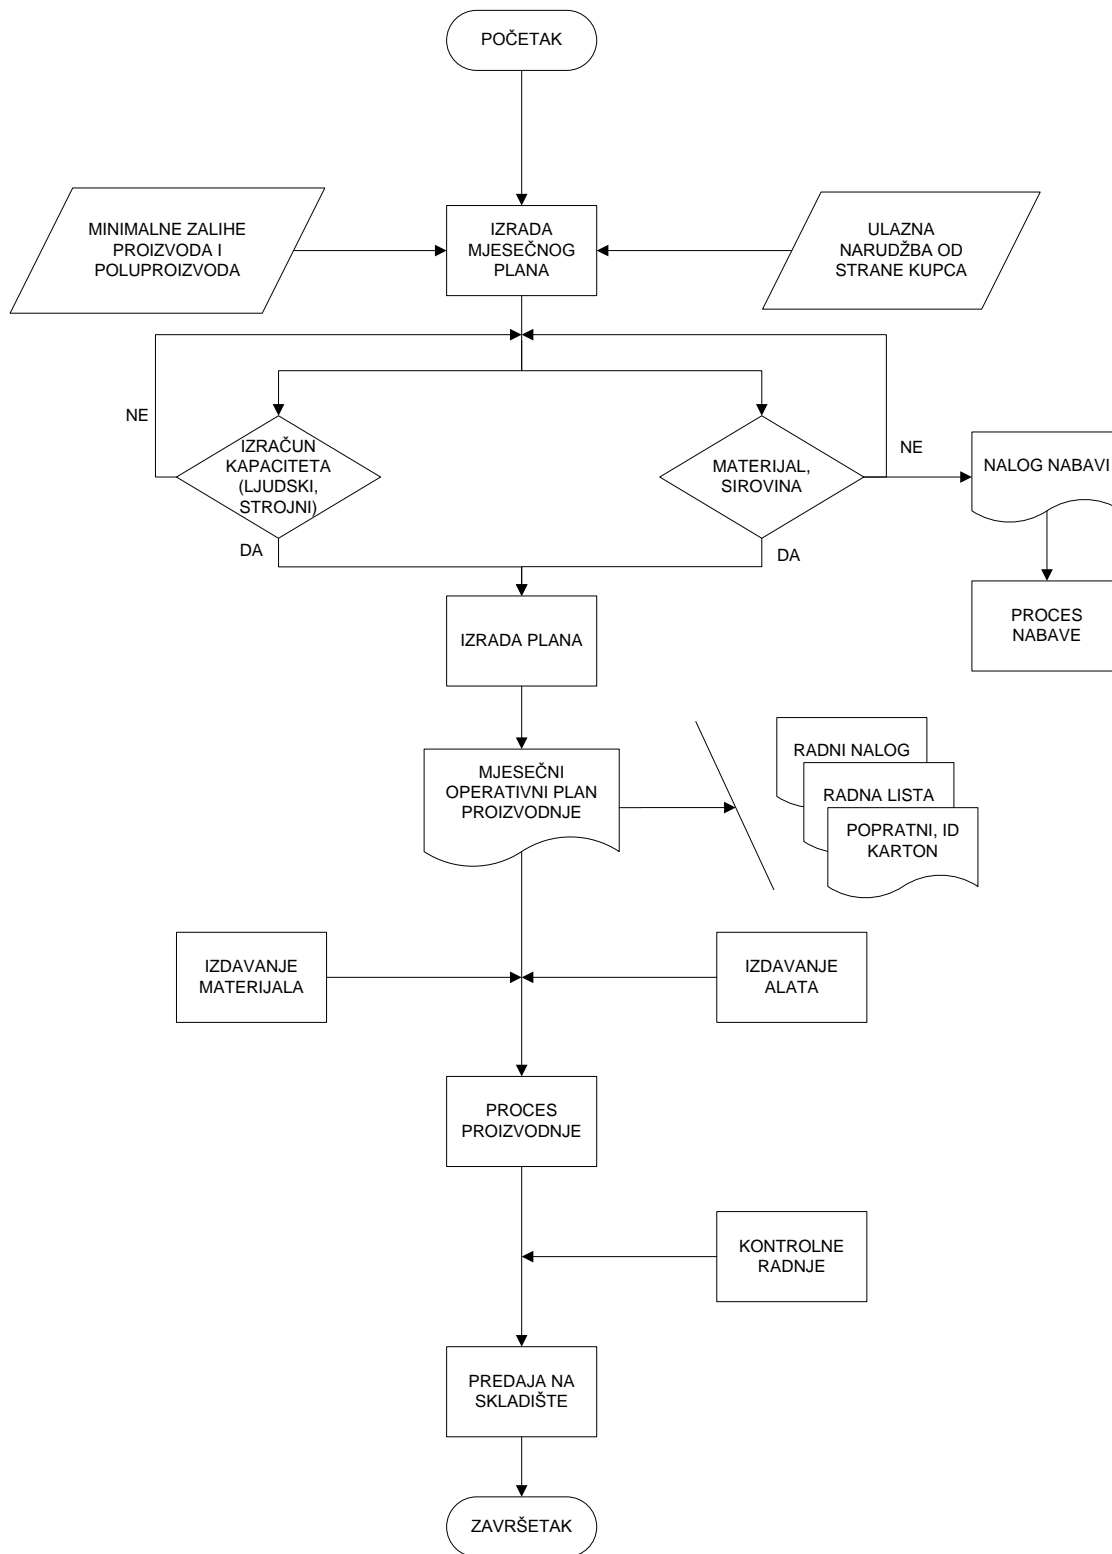 POČETAK
MINIMALNE ZALIHE
PROIZVODA I
POLUPROIZVODA
IZRADA
MJESEČNOG
PLANA
ULAZNA
NARUDŽBA OD
STRANE KUPCA
NE
IZRAČUN
KAPACITETA
(LJUDSKI,
STROJNI)
DA
MATERIJAL,
SIROVINA
NE
DA
NALOG NABAVI
PROCES
NABAVE
IZRADA PLANA
MJESEČNI
OPERATIVNI PLAN
PROIZVODNJE
RADNI NALOG
RADNA LISTA
POPRATNI, ID
KARTON
IZDAVANJE
MATERIJALA
IZDAVANJE
ALATA
PROCES
PROIZVODNJE
KONTROLNE
RADNJE
PREDAJA NA
SKLADIŠTE
ZAVRŠETAK